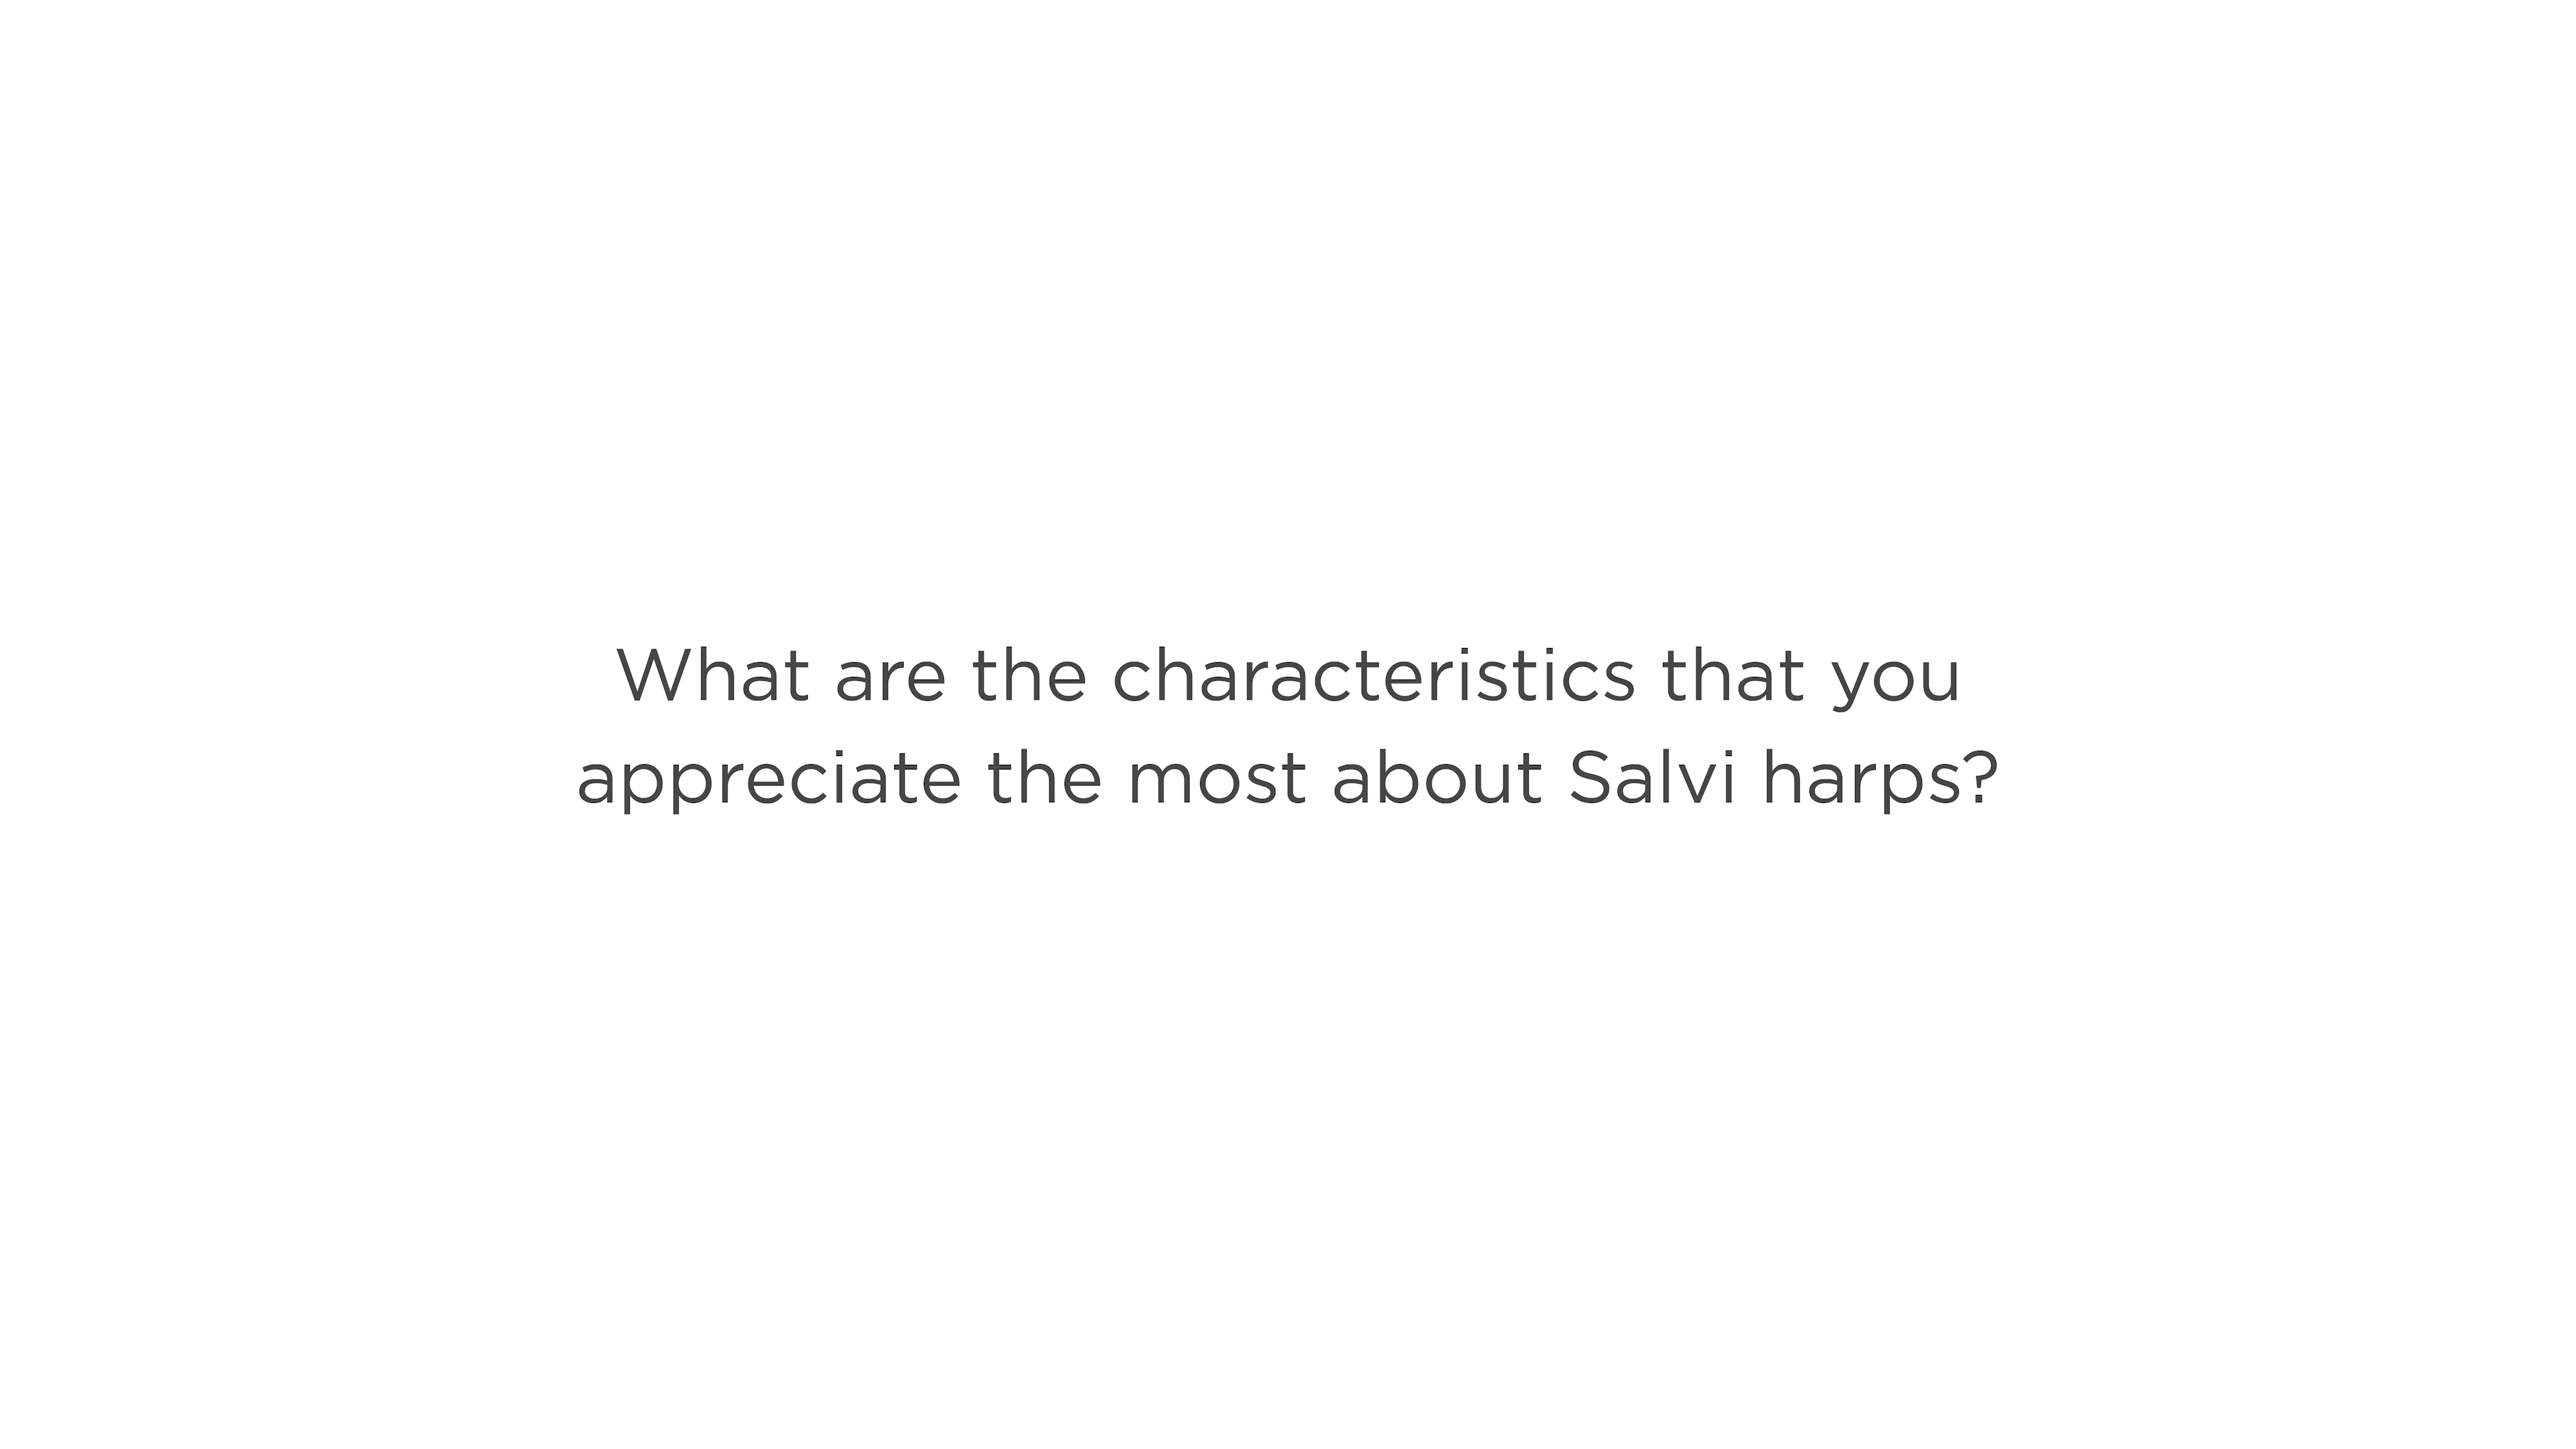 What are the characteristics that you
appreciate the most about Salvi harps?